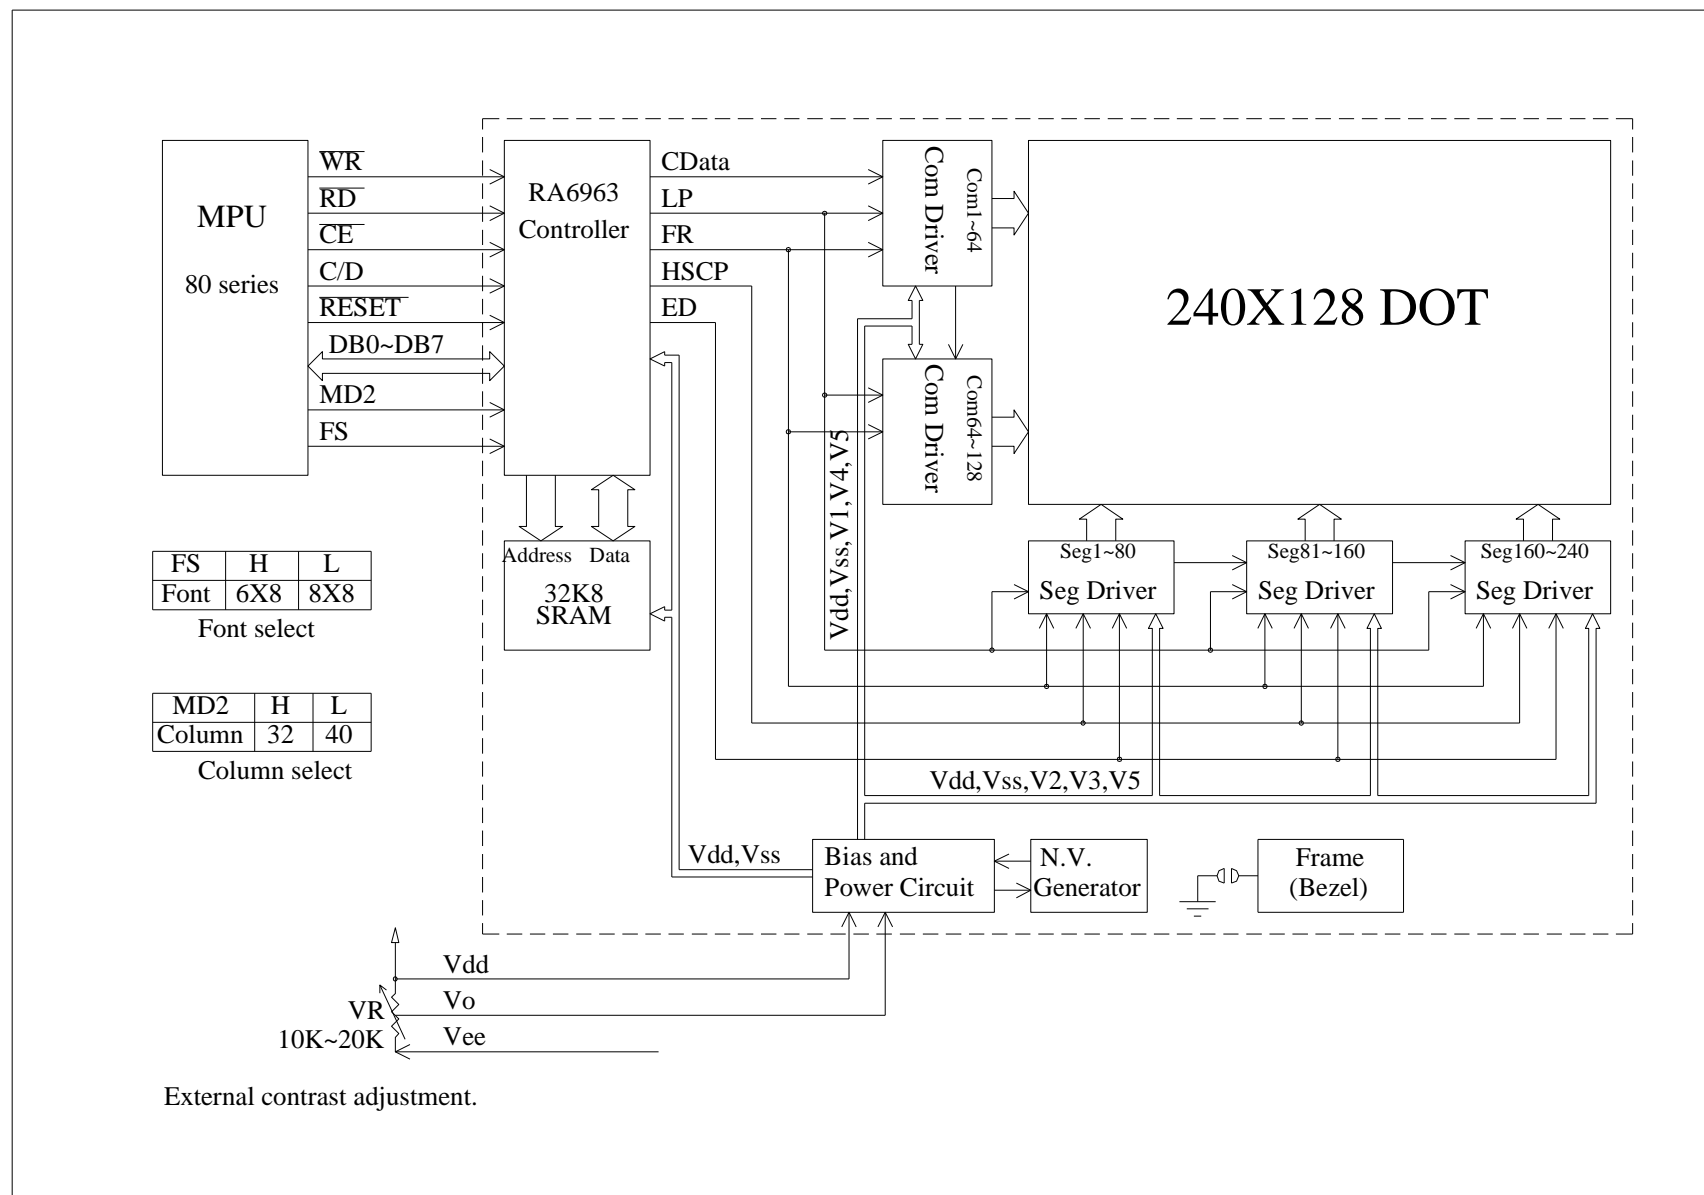 MPU
80 series
WR
RD
CE
C/D
RESET
DB0~DB7
MD2
FS
RA6963
Controller
CData
LP
FR
HSCP
ED
Com Driver
Com1~64
Com Driver
Com64~128
240X128 DOT
Address Data
32K8
SRAM
Vdd,Vss,V1,V4,V5
Seg1~80
Seg Driver
Seg81~160
Seg Driver
Seg160~240
Seg Driver
FS H L
Font 6X8 8X8
Font select
MD2 H L
Column 32 40
Column select
Vdd,Vss,V2,V3,V5
Vdd,Vss
Bias and
Power Circuit
N.V.
Generator
Frame
(Bezel)
Vdd
Vo
Vee
VR
10K~20K
External contrast adjustment.